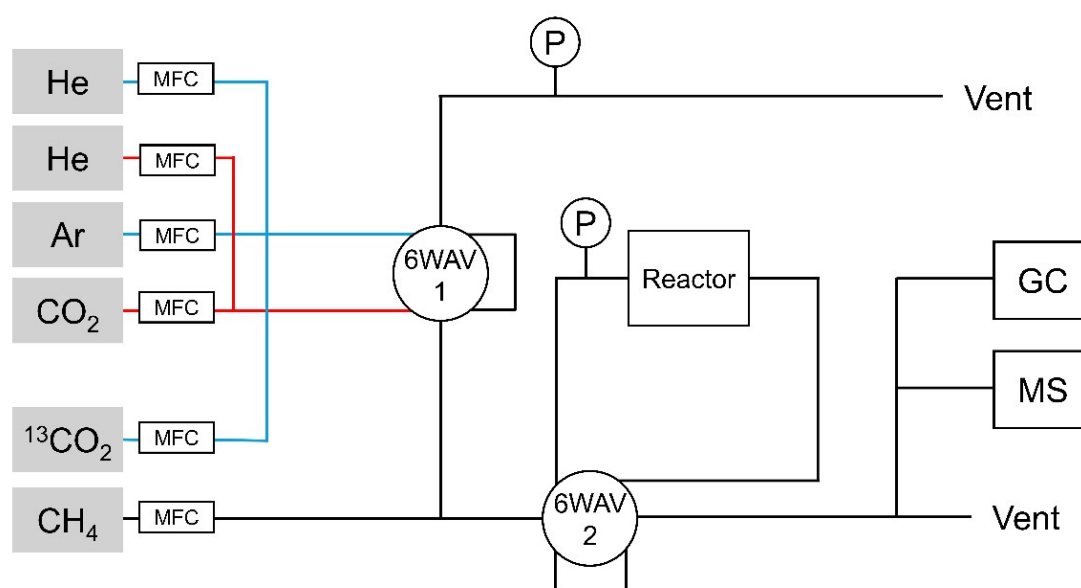 He
MFC
P
Vent
He
MFC
Ar
MFC
P
6WAV
1
Reactor
GC
CO₂
MFC
MS
¹³CO₂
MFC
CH₄
MFC
6WAV
2
Vent